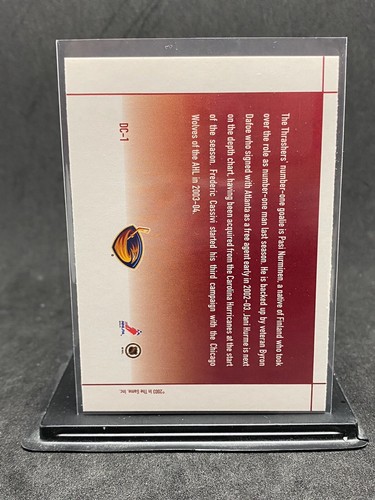 The Thrashers' number-one goalie is Pasi Nurminen, a native of Finland who took
over the role as number-one man last season. He is backed up by veteran Byron
Dafoe who signed with Atlanta as a free agent early in 2002-03. Jani Hurme is next
on the depth chart, having been acquired from the Carolina Hurricanes at the start
of the season. Frederic Cassivi started his third campaign with the Chicago
Wolves of the AHL in 2003-04.
DC-1
©2003 In The Game, Inc.